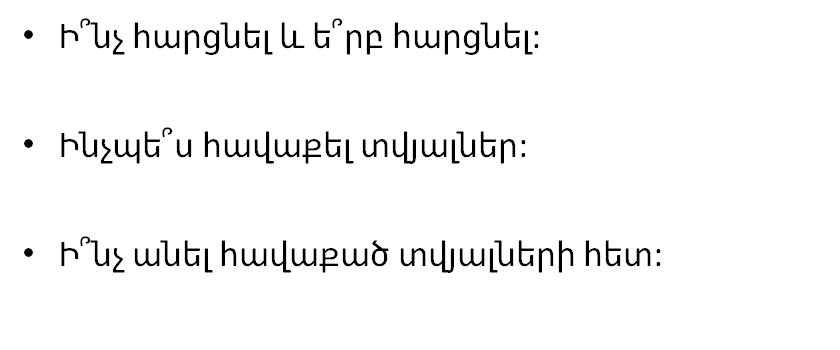 • Ի՞նչ հարցնել և ե՞րբ հարցնել:
• Ինչպե՞ս հավաքել տվյալներ:
• Ի՞նչ անել հավաքած տվյալների հետ: